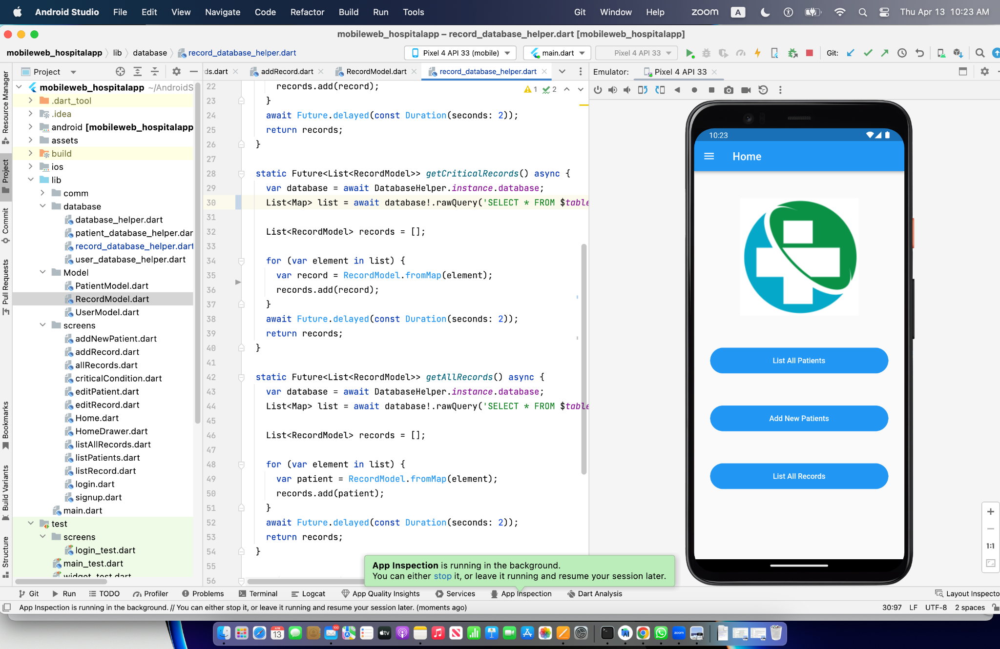 Android Studio File Edit View Navigate Code Refactor Build Run Tools Git Window Help zoom A Thu Apr 13 10:23 AM
mobileweb_hospitalapp – record_database_helper.dart [mobileweb_hospitalapp]
mobileweb_hospitalapp lib database record_database_helper.dart Pixel 4 API 33 (mobile) main.dart Pixel 4 API 33 Git:
Project
ds.dart addRecord.dart RecordModel.dart record_database_helper.dart
Emulator: Pixel 4 API 33
Resource Manager
Project
Commit
Pull Requests
Bookmarks
Build Variants
Structure
mobileweb_hospitalapp ~/AndroidS
.dart_tool
.idea
android [mobileweb_hospitalapp
assets
build
ios
lib
comm
database
database_helper.dart
patient_database_helper.dar
record_database_helper.dart
user_database_helper.dart
Model
PatientModel.dart
RecordModel.dart
UserModel.dart
screens
addNewPatient.dart
addRecord.dart
allRecords.dart
criticalCondition.dart
editPatient.dart
editRecord.dart
Home.dart
HomeDrawer.dart
listAllRecords.dart
listPatients.dart
listRecord.dart
login.dart
signup.dart
main.dart
test
screens
login_test.dart
main_test.dart
widget_test.dart
1 2
22 records.add(record);
23 }
24 await Future.delayed(const Duration(seconds: 2));
25 return records;
26 }
27
28 static Future<List<RecordModel>> getCriticalRecords() async {
29 var database = await DatabaseHelper.instance.database;
30 List<Map> list = await database!.rawQuery('SELECT * FROM $table
31
32 List<RecordModel> records = [];
33
34 for (var element in list) {
35 var record = RecordModel.fromMap(element);
36 records.add(record);
37 }
38 await Future.delayed(const Duration(seconds: 2));
39 return records;
40 }
41
42 static Future<List<RecordModel>> getAllRecords() async {
43 var database = await DatabaseHelper.instance.database;
44 List<Map> list = await database!.rawQuery('SELECT * FROM $table
45
46 List<RecordModel> records = [];
47
48 for (var element in list) {
49 var patient = RecordModel.fromMap(element);
50 records.add(patient);
51 }
52 await Future.delayed(const Duration(seconds: 2));
53 return records;
54 }
55
56
10:23
Home
List All Patients
Add New Patients
List All Records
1:1
App Inspection is running in the background.
You can either stop it, or leave it running and resume your session later.
Git Run TODO Profiler Problems Terminal Logcat App Quality Insights Services App Inspection Dart Analysis Layout Inspecto
App Inspection is running in the background. // You can either stop it, or leave it running and resume your session later. (moments ago) 30:97 LF UTF-8 2 spaces
APR
13
100
tv
zoom